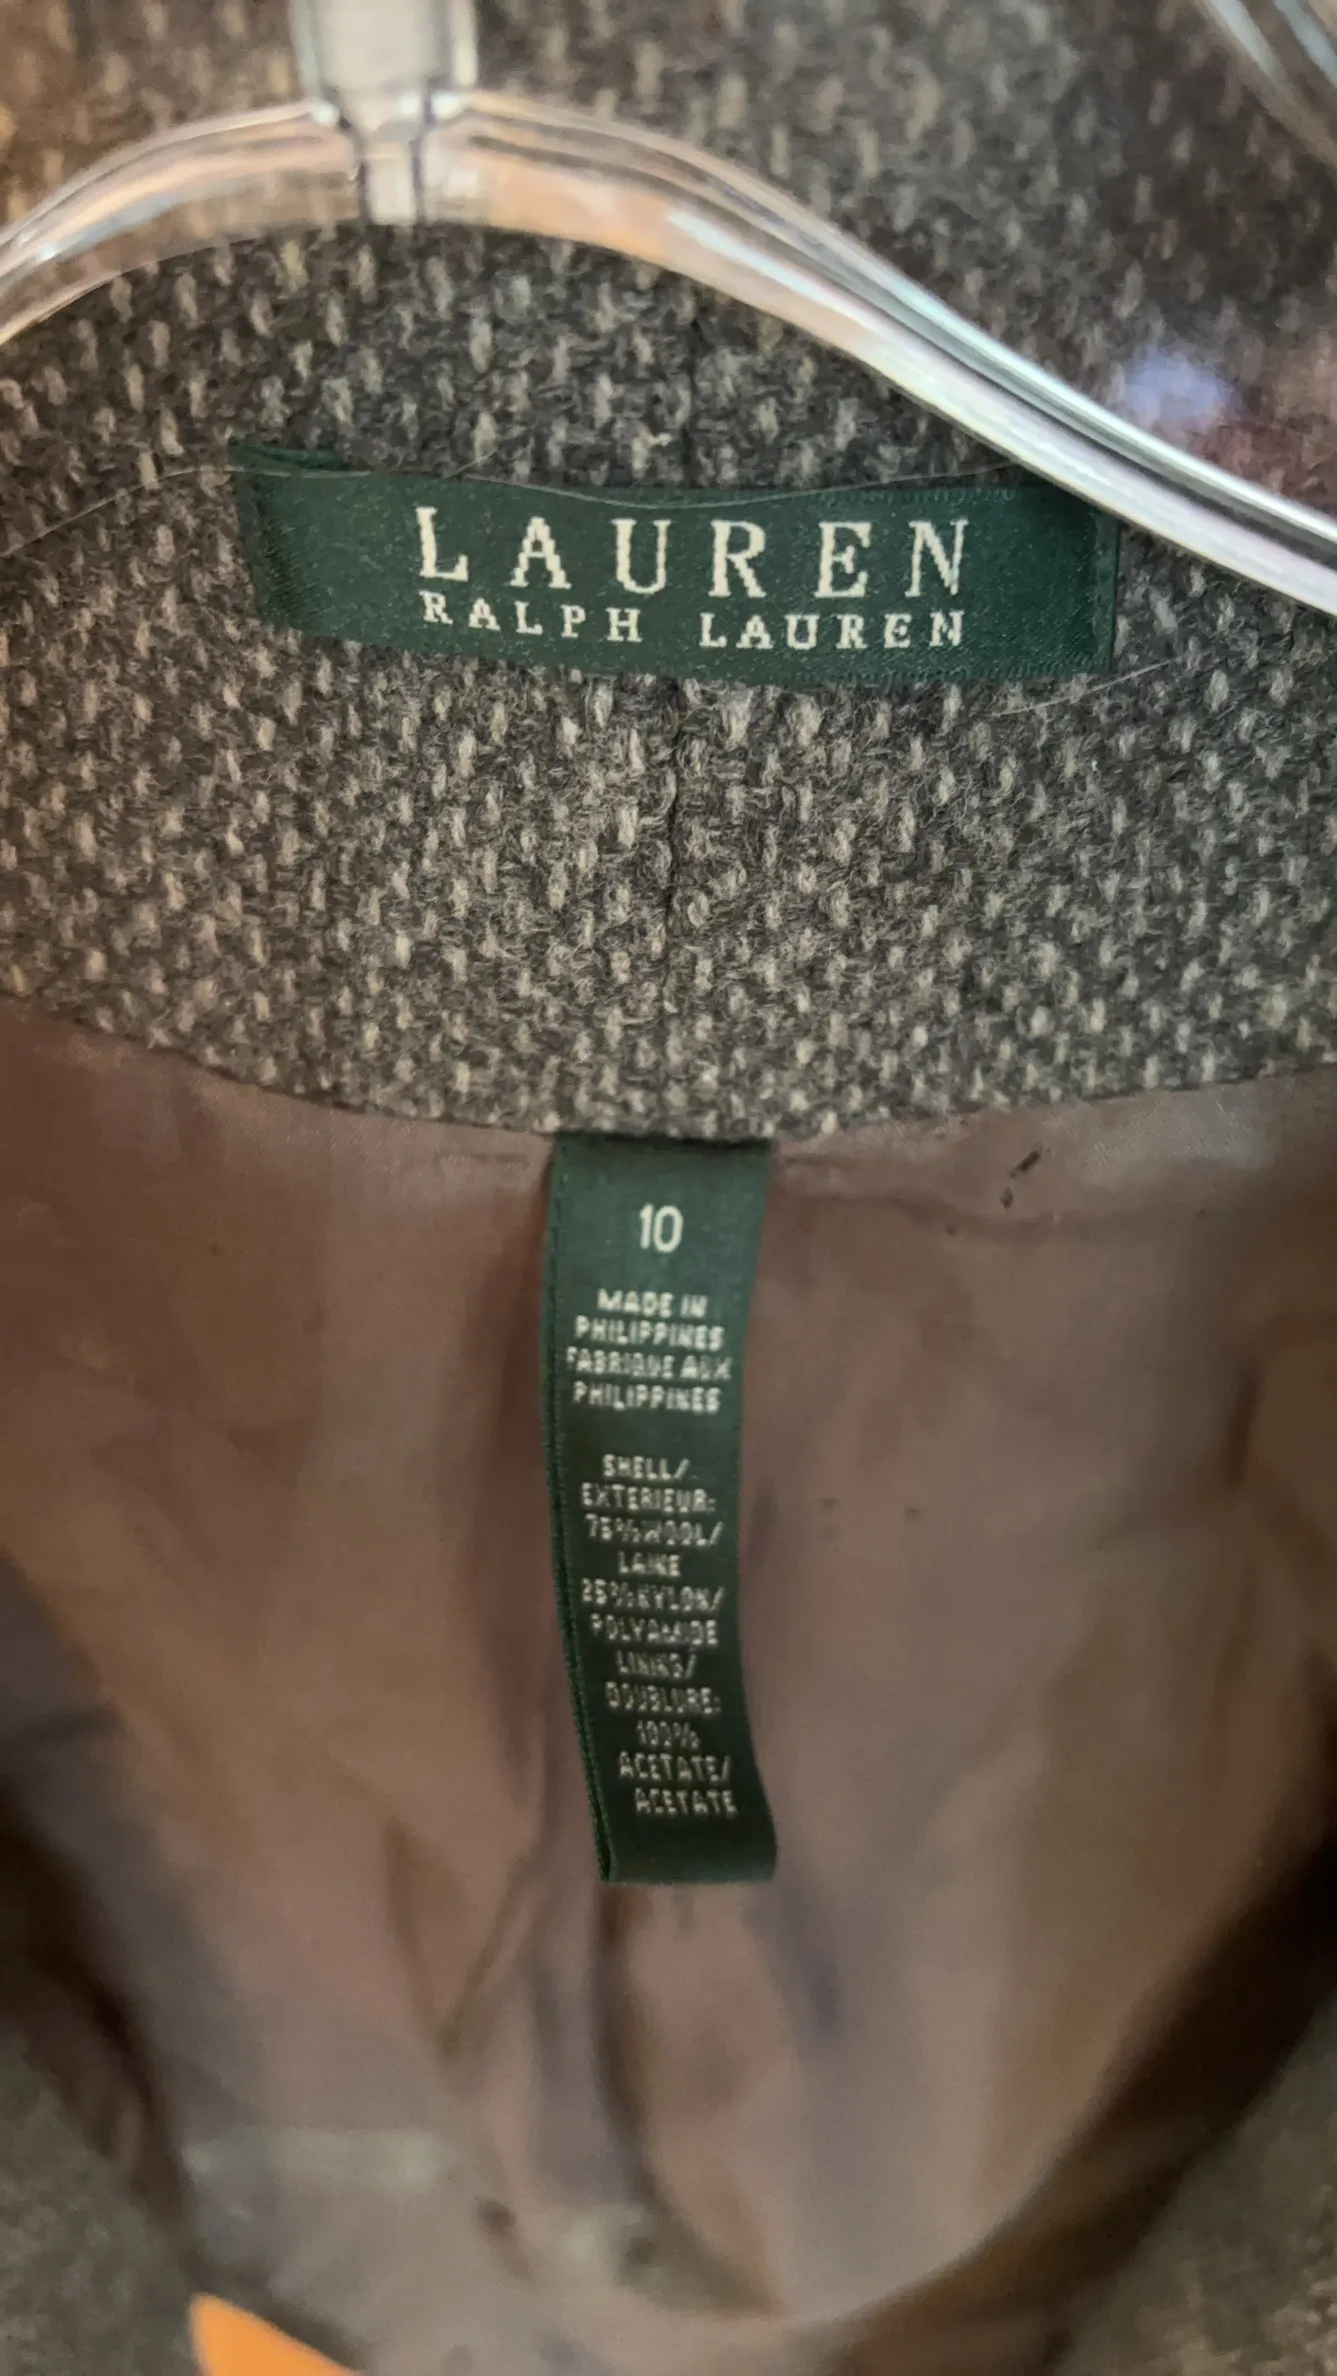 LAUREN
RALPH LAUREN
10
MADE IN
PHILIPPINES
FABRIQUE AUX
PHILIPPINES
SHELL/
EXTERIEUR:
75% WOOL/
LAINE
25% NYLON/
POLYAMIDE
LINING/
DOUBLURE:
100%
ACETATE/
ACETATE